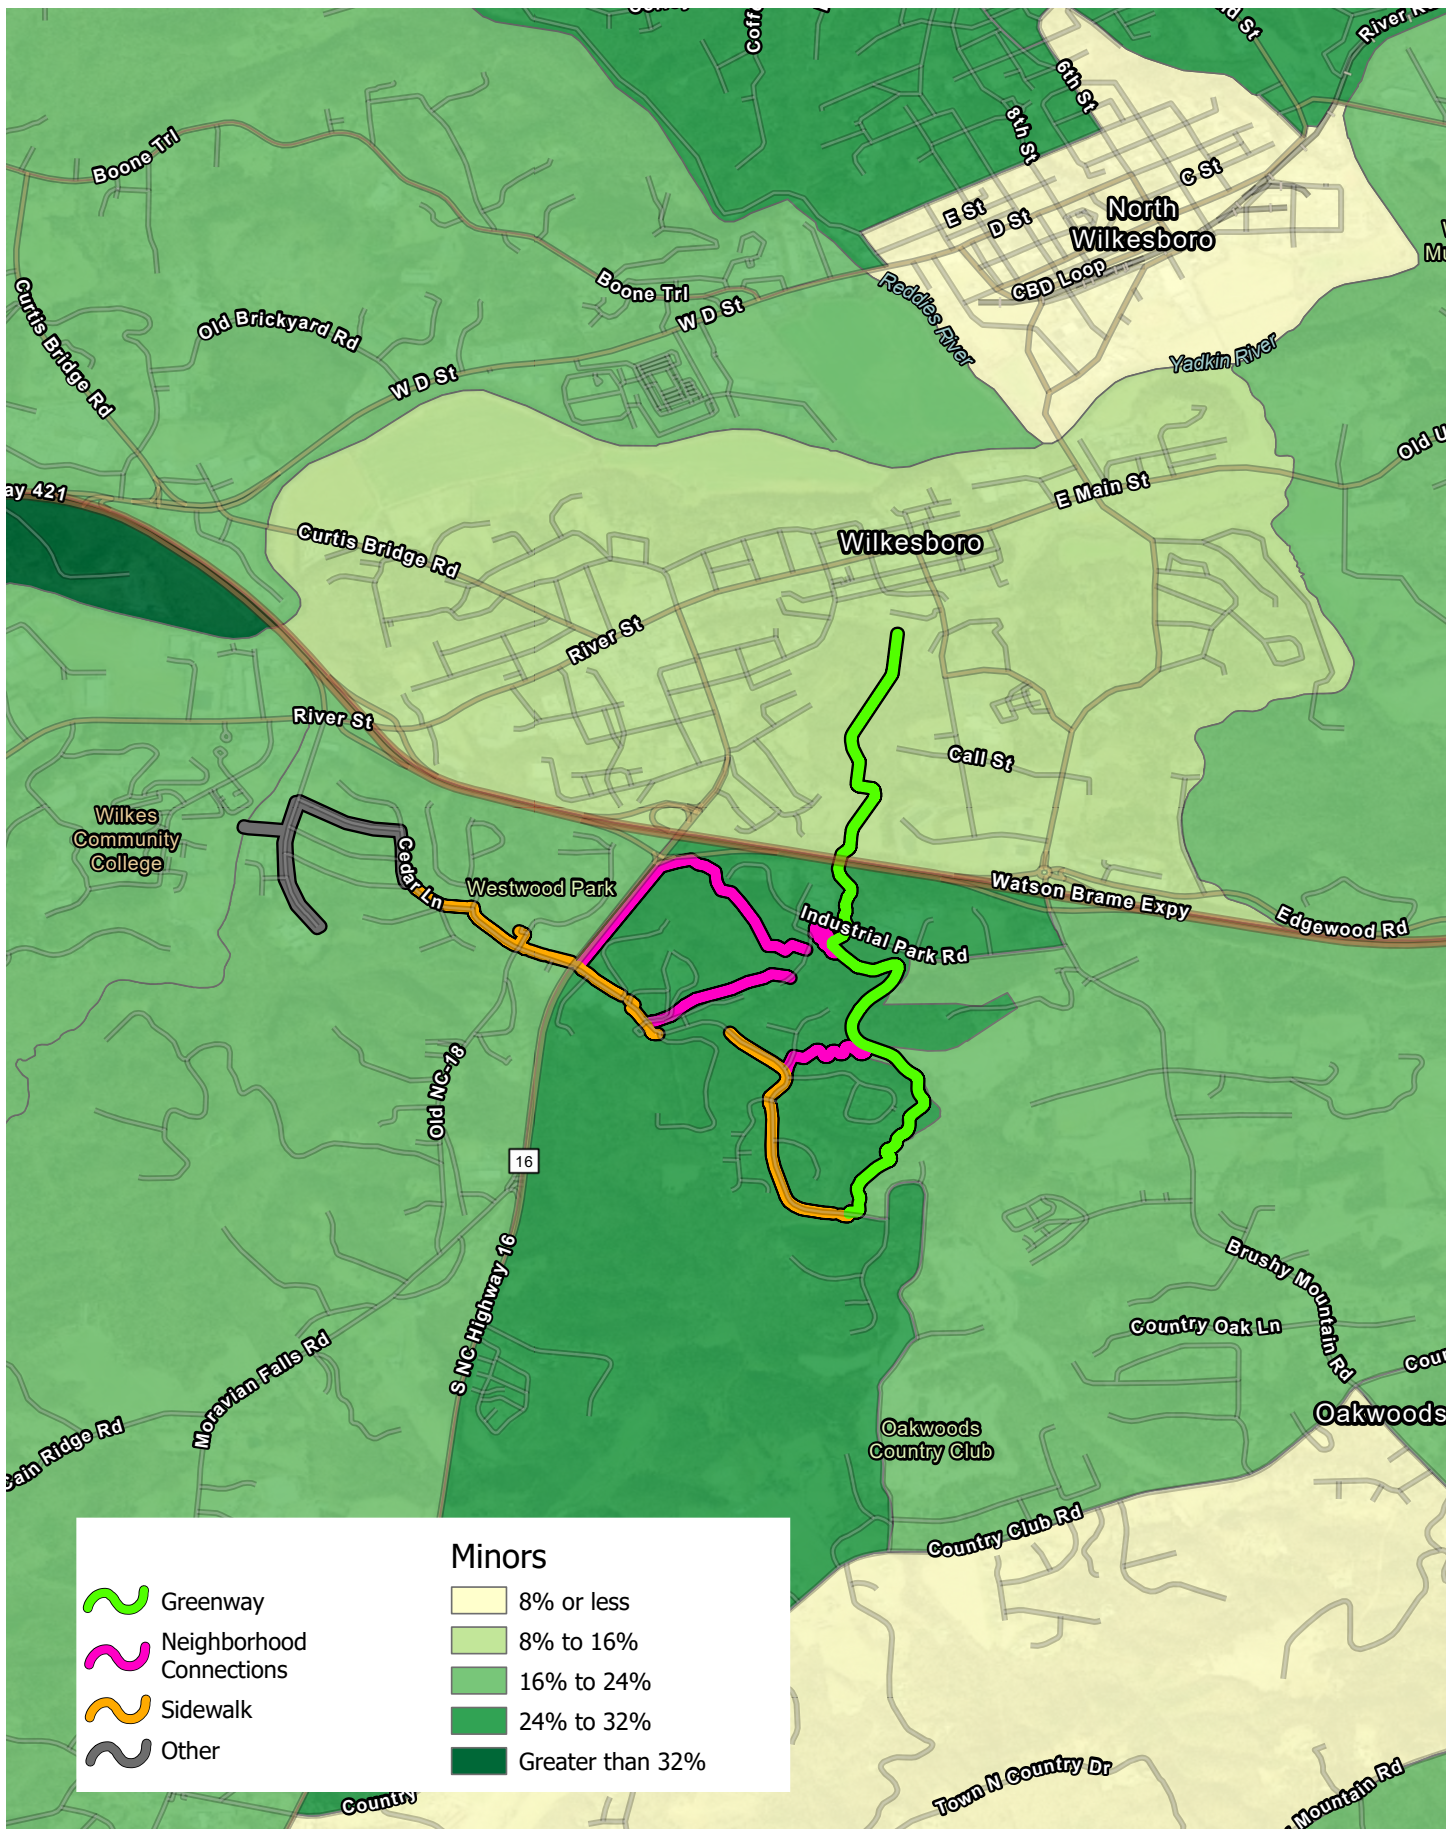 6th St
8th St
C St
E St
D St
North
Wilkesboro
CBD Loop
Boone Trl
Boone Trl
W D St
Reddies River
Yadkin River
Curtis Bridge Rd
Old Brickyard Rd
W D St
E Main St
ay 421
Curtis Bridge Rd
Wilkesboro
River St
River St
Call St
Wilkes
Community
College
Cedar Ln
Westwood Park
Watson Brame Expy
Edgewood Rd
Industrial Park Rd
Old NC-18
16
S NC Highway 16
Brushy Mountain Rd
Country Oak Ln
Moravian Falls Rd
Cain Ridge Rd
Oakwoods
Oakwoods
Country Club
Country Club Rd
Minors
Greenway
8% or less
Neighborhood
Connections
8% to 16%
16% to 24%
Sidewalk
24% to 32%
Other
Greater than 32%
Country
Town N Country Dr
Mountain Rd